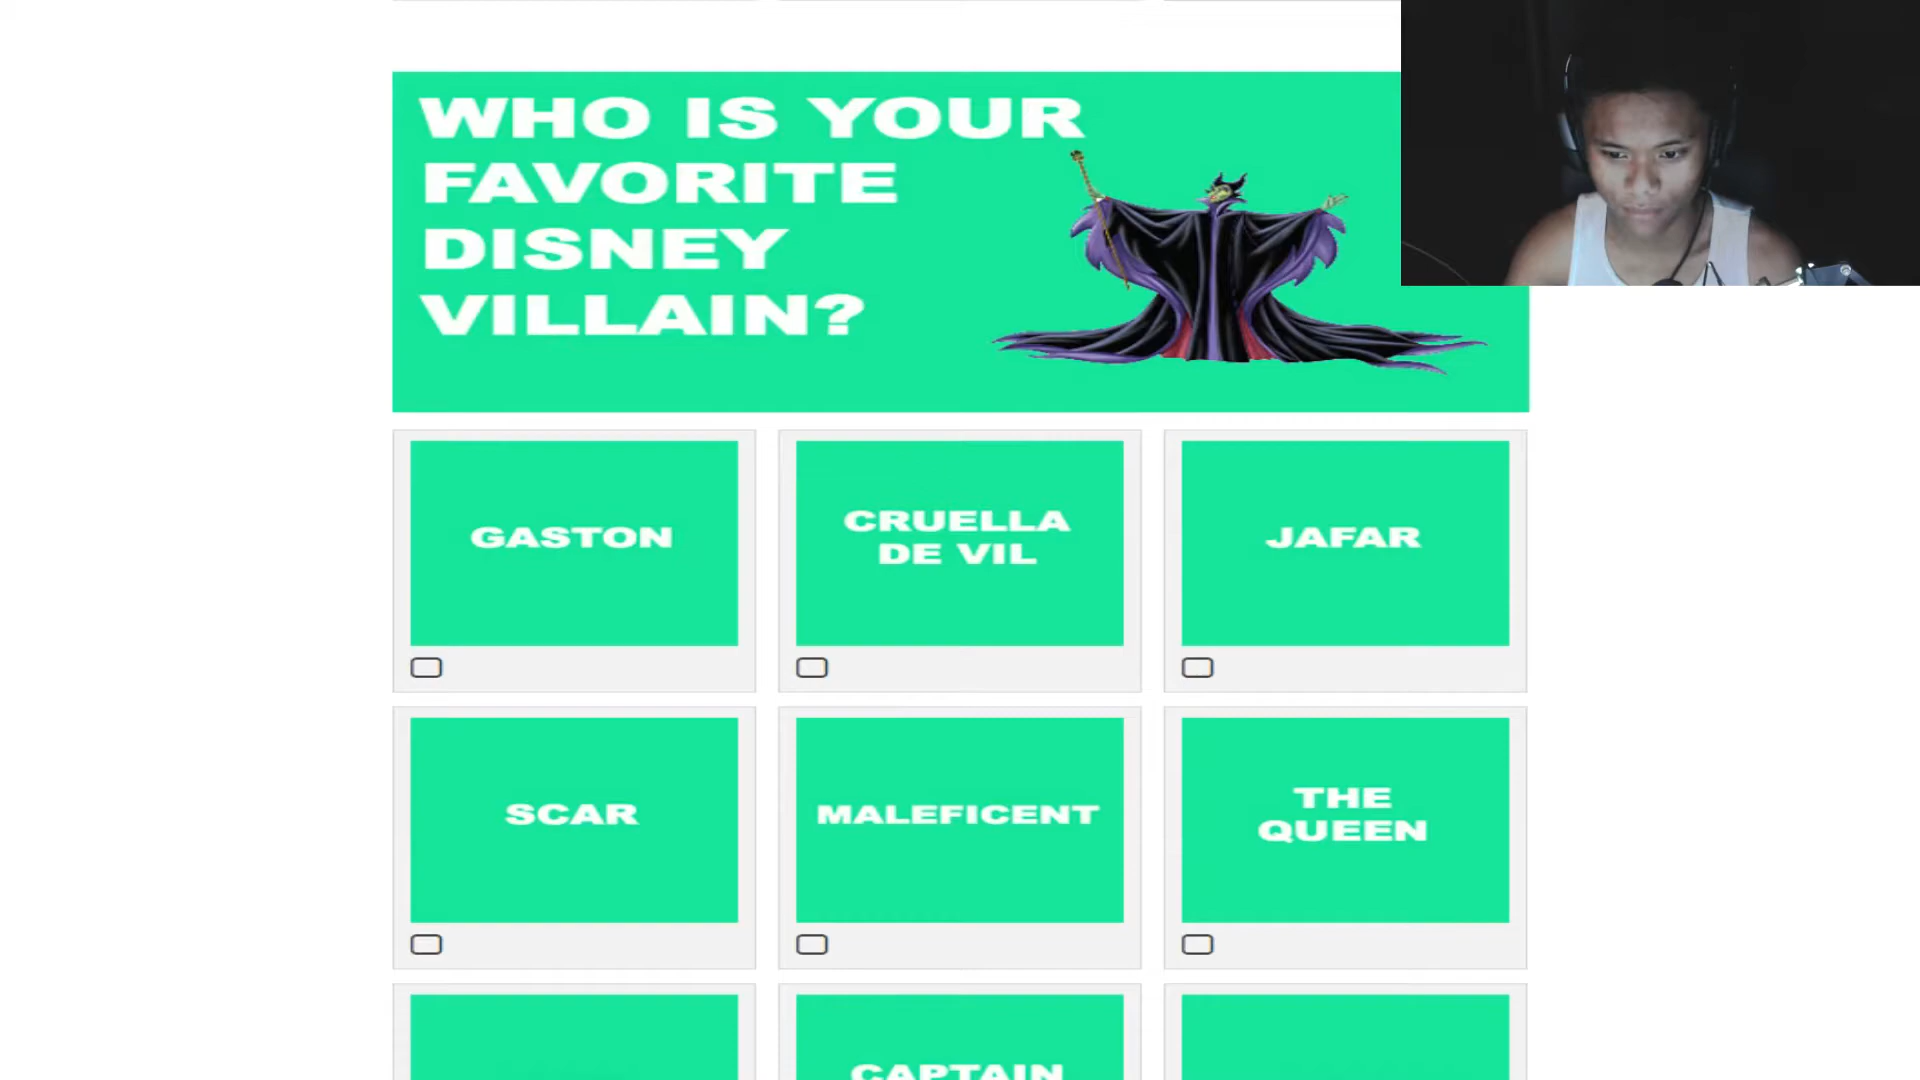 WHO IS YOUR
FAVORITE
DISNEY
VILLAIN?
GASTON
CRUELLA
DE VIL
JAFAR
SCAR
MALEFICENT
THE
QUEEN
CAPTAIN